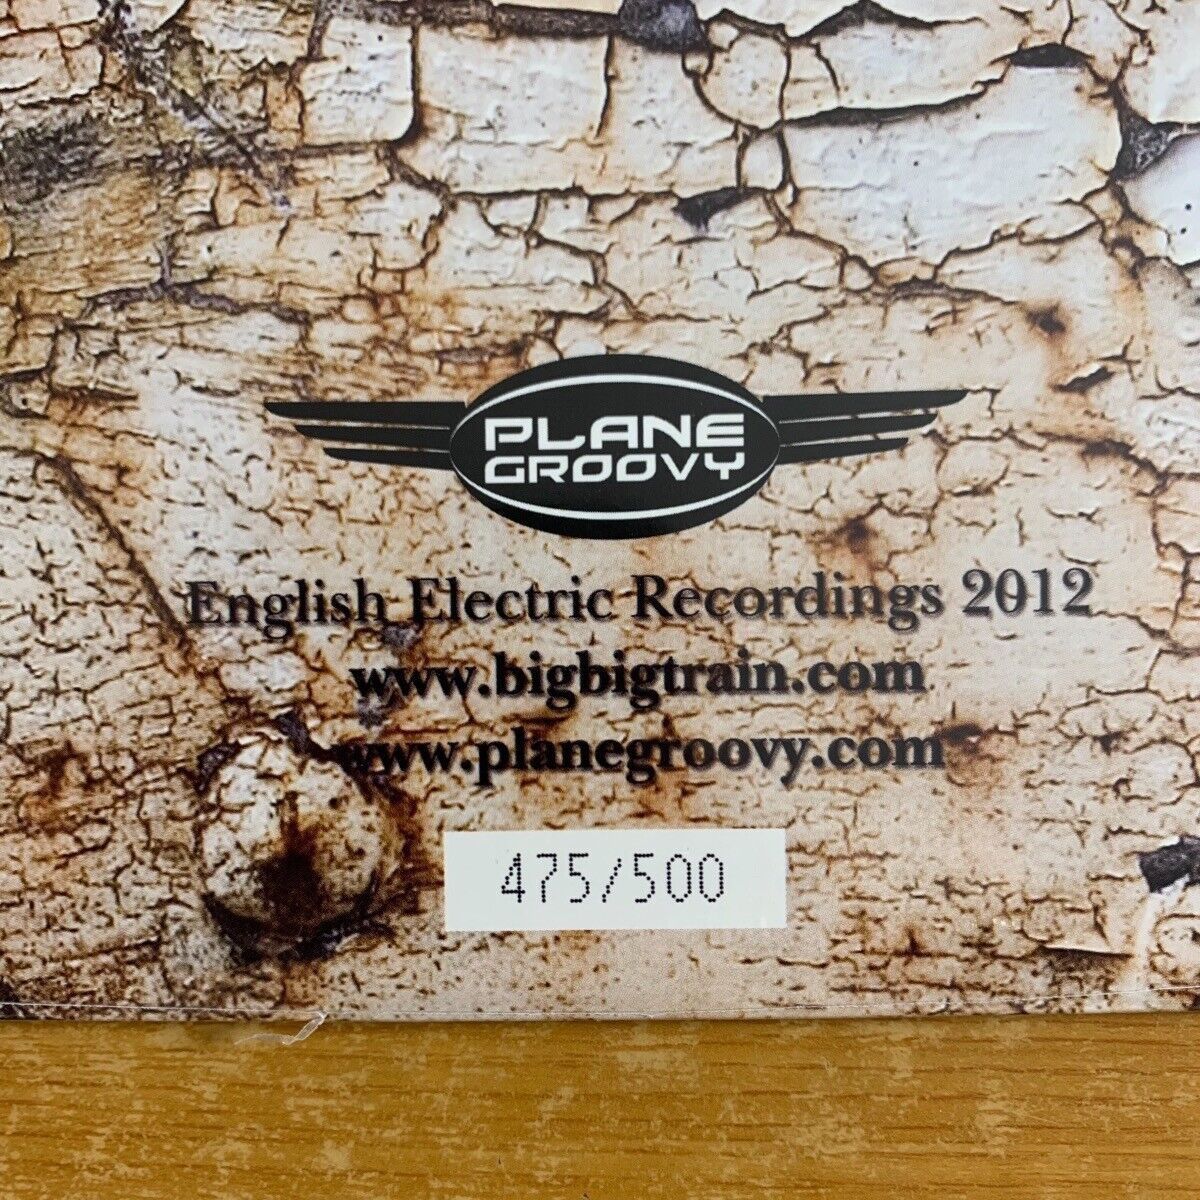 PLANE
GROOVY
English Electric Recordings 2012
www.bigbigtrain.com
www.planegroovy.com
475/500